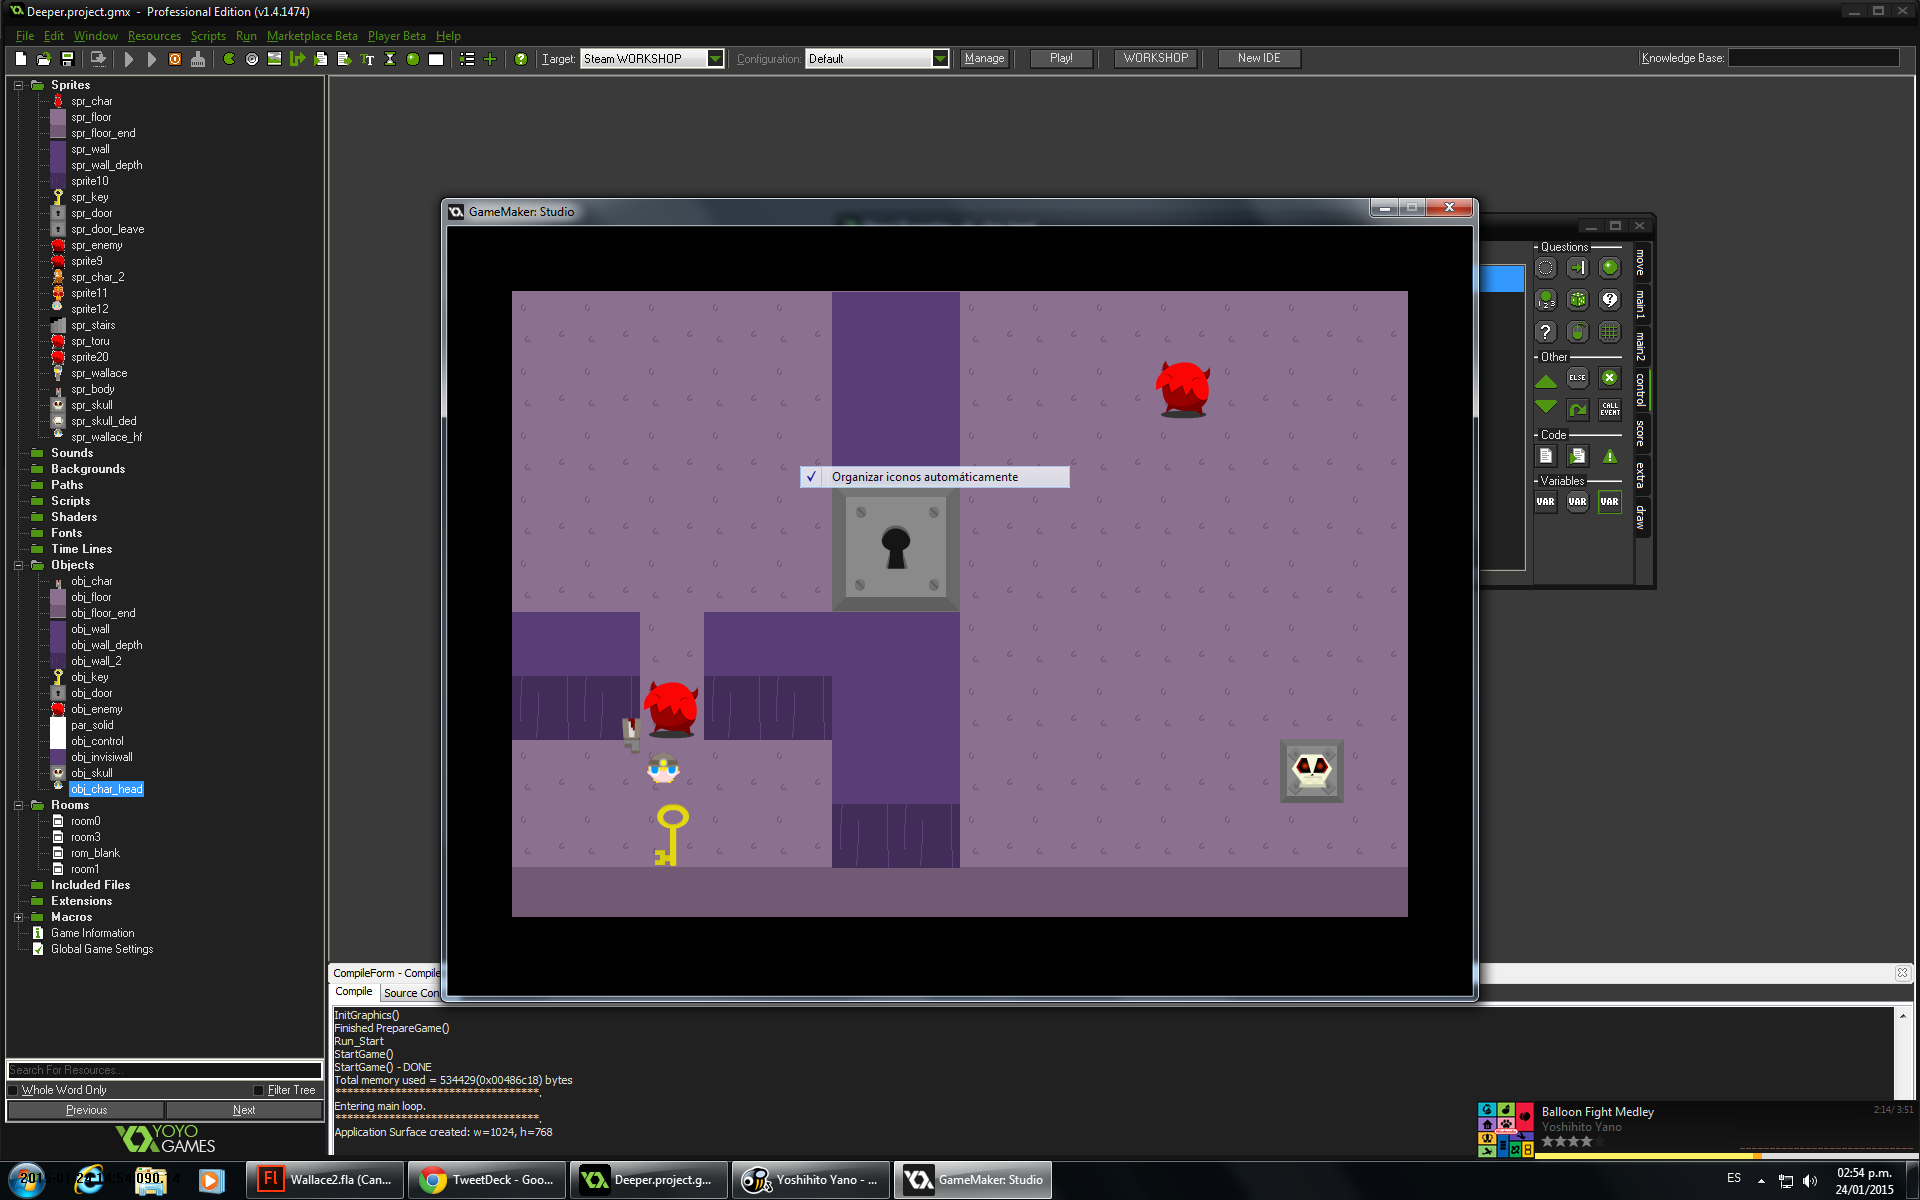 Deeper.project.gmx - Professional Edition (v1.4.1474)
File Edit Window Resources Scripts Run Marketplace Beta Player Beta Help
Target: Steam WORKSHOP Configuration: Default Manage Play! WORKSHOP New IDE Knowledge Base:
Sprites
spr_char
spr_floor
spr_floor_end
spr_wall
spr_wall_depth
sprite10
spr_key
spr_door
spr_door_leave
spr_enemy
sprite9
spr_char_2
sprite11
sprite12
spr_stairs
spr_toru
sprite20
spr_wallace
spr_body
spr_skull
spr_skull_ded
spr_wallace_hf
Sounds
Backgrounds
Paths
Scripts
Shaders
Fonts
Time Lines
Objects
obj_char
obj_floor
obj_floor_end
obj_wall
obj_wall_depth
obj_wall_2
obj_key
obj_door
obj_enemy
par_solid
obj_control
obj_invisiwall
obj_skull
obj_char_head
Rooms
room0
room3
rom_blank
room1
Included Files
Extensions
Macros
Game Information
Global Game Settings
Search For Resources...
Whole Word Only Filter Tree
Previous Next
YOYO
GAMES
GameMaker: Studio
Organizar iconos automáticamente
Questions
Other
ELSE
CALL
EVENT
Code
Variables
VAR VAR VAR
move
main1
main2
control
score
extra
draw
CompileForm - Compile
Compile Source Con
InitGraphics()
Finished PrepareGame()
Run_Start
StartGame()
StartGame() - DONE
Total memory used = 534429(0x00486c18) bytes
***********************************.
Entering main loop.
***********************************.
Application Surface created: w=1024, h=768
Balloon Fight Medley 2:14/ 3:51
Yoshihito Yano
Wallace2.fla (Can...
TweetDeck - Goo...
Deeper.project.g...
Yoshihito Yano - ...
GameMaker: Studio
ES
02:54 p.m.
24/01/2015